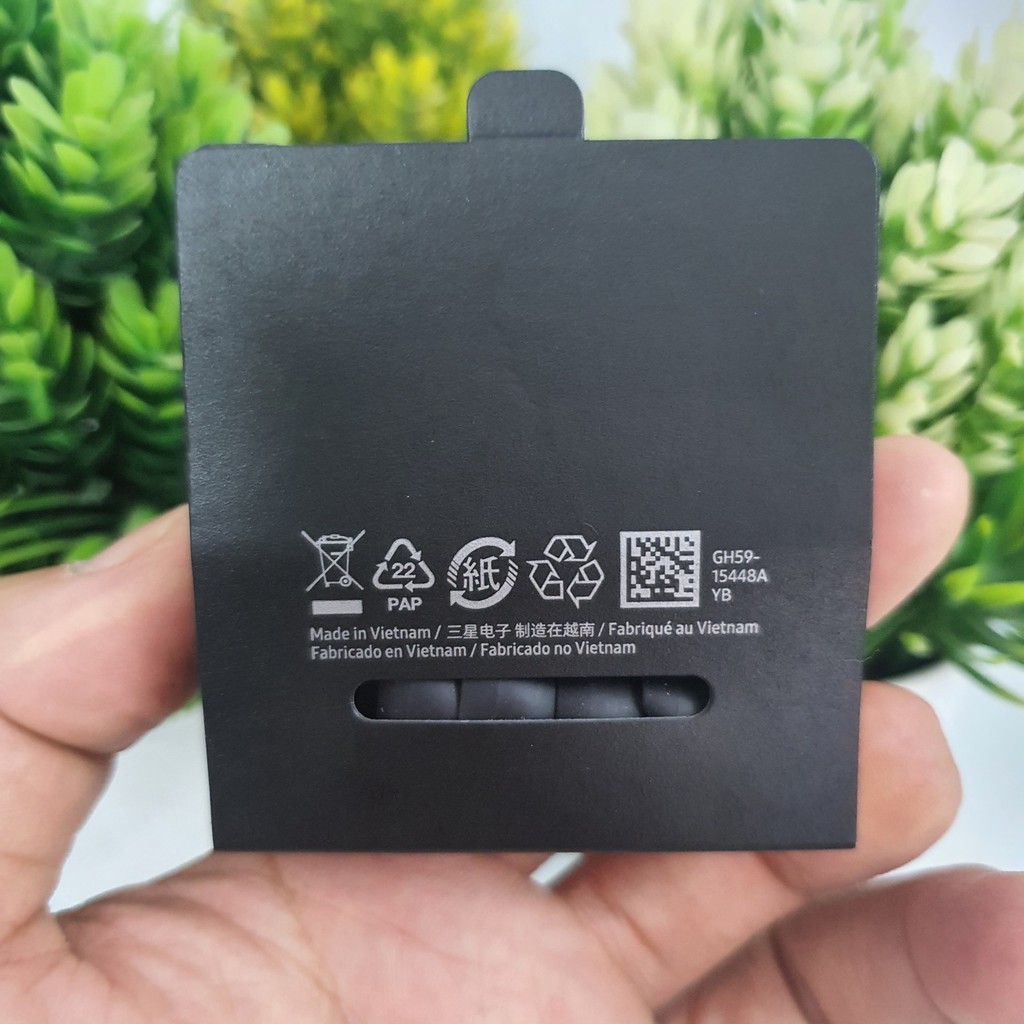 22
PAP
紙
GH59-
15448A
YB
Made in Vietnam / 三星电子 制造在越南 / Fabriqué au Vietnam
Fabricado en Vietnam / Fabricado no Vietnam